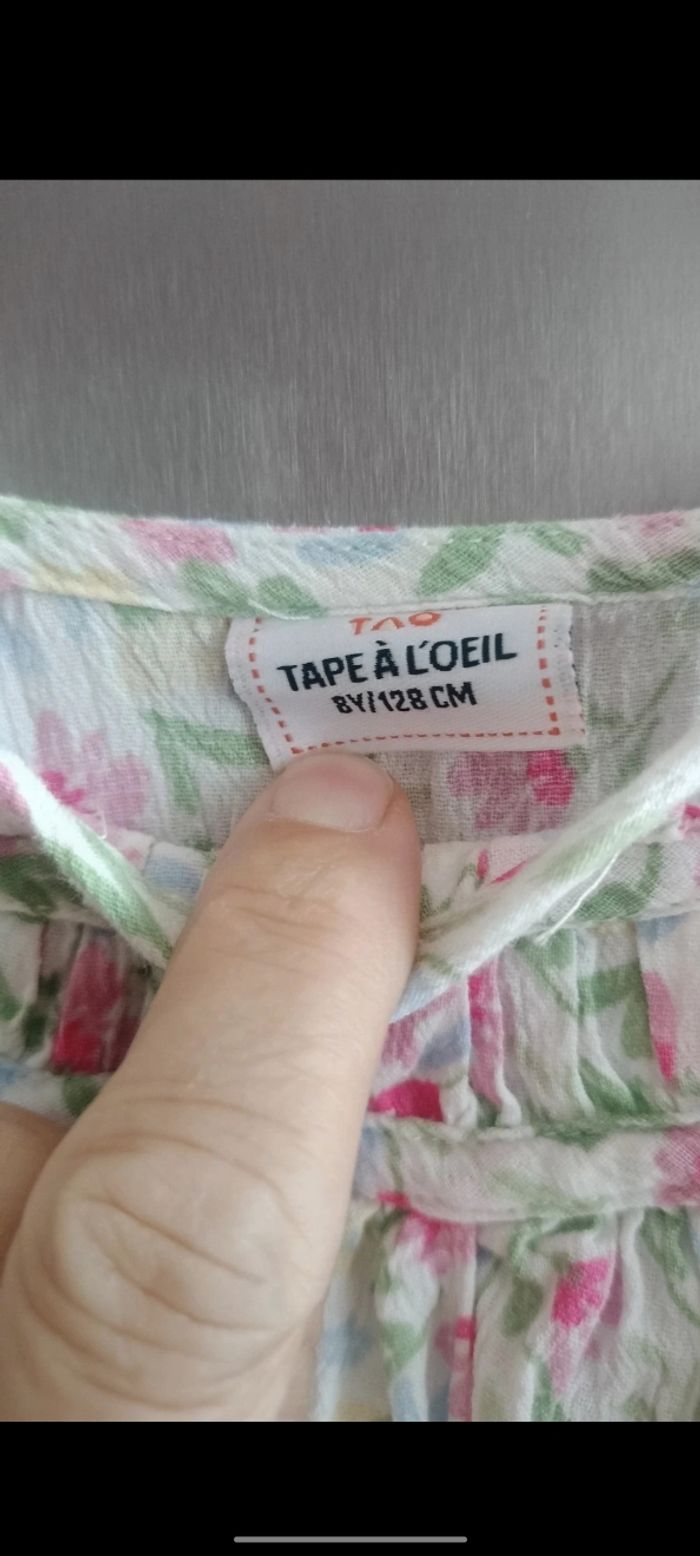 TAO
TAPE À L'OEIL
8Y/128 CM